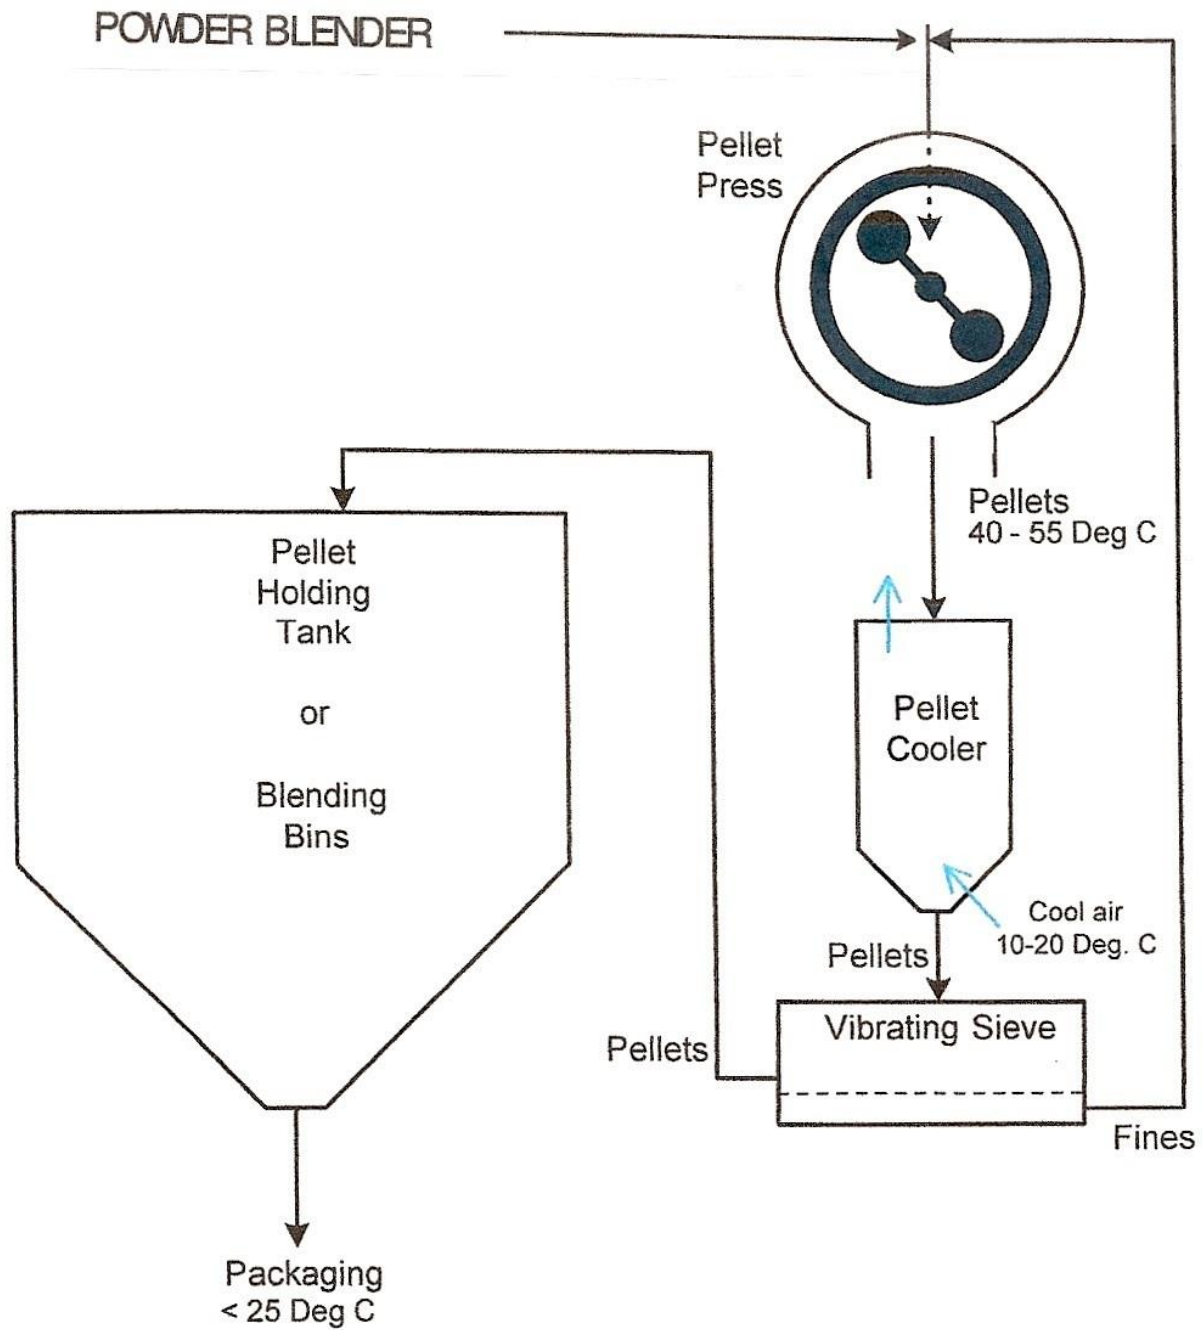 POWDER BLENDER
Pellet
Press
Pellets
40 - 55 Deg C
Pellet
Holding
Tank
or
Blending
Bins
Pellet
Cooler
Cool air
10-20 Deg. C
Pellets
Vibrating Sieve
Pellets
Fines
Packaging
< 25 Deg C